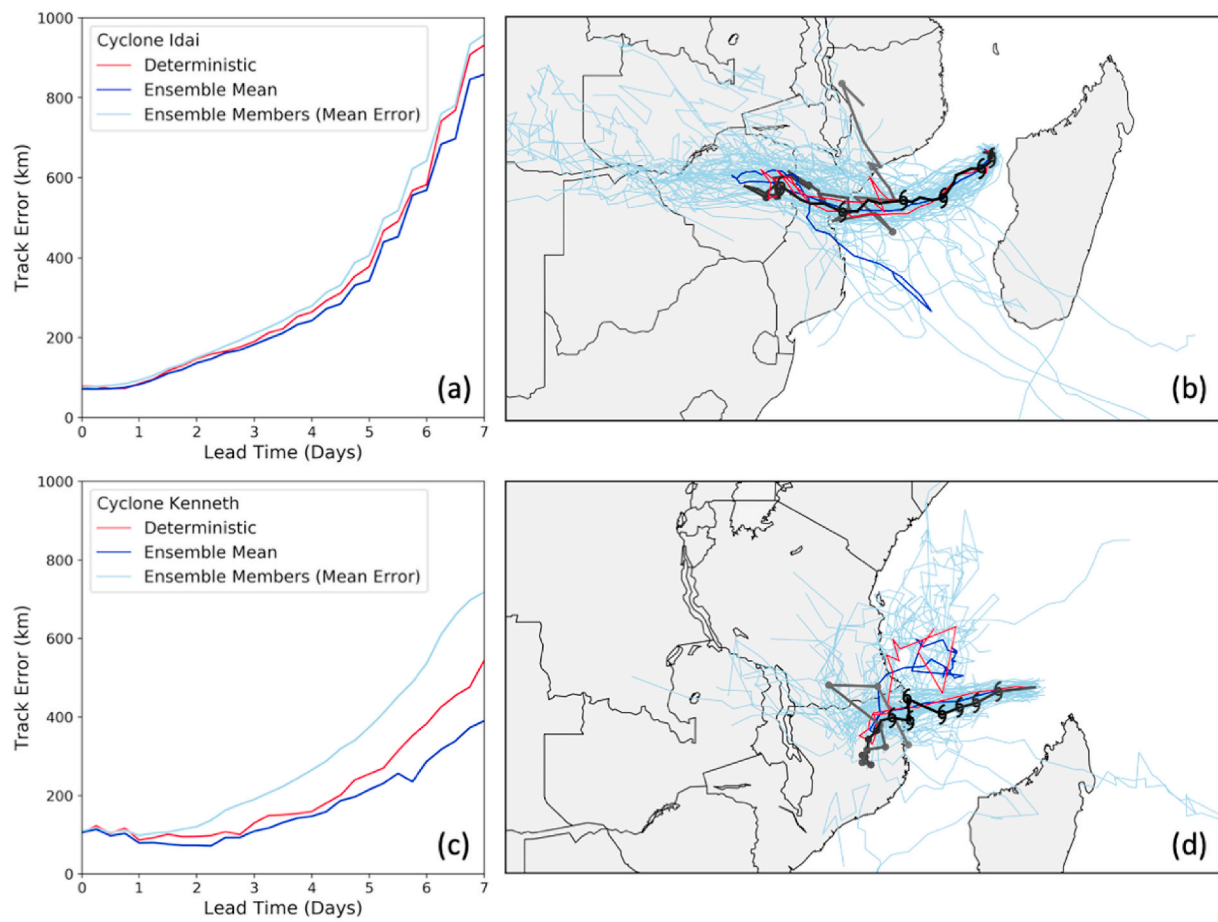 1000
800
600
400
200
0
Track Error (km)
Cyclone Idai
Deterministic
Ensemble Mean
Ensemble Members (Mean Error)
(a)
0 1 2 3 4 5 6 7
Lead Time (Days)
(b)
1000
800
600
400
200
0
Track Error (km)
Cyclone Kenneth
Deterministic
Ensemble Mean
Ensemble Members (Mean Error)
(c)
0 1 2 3 4 5 6 7
Lead Time (Days)
(d)